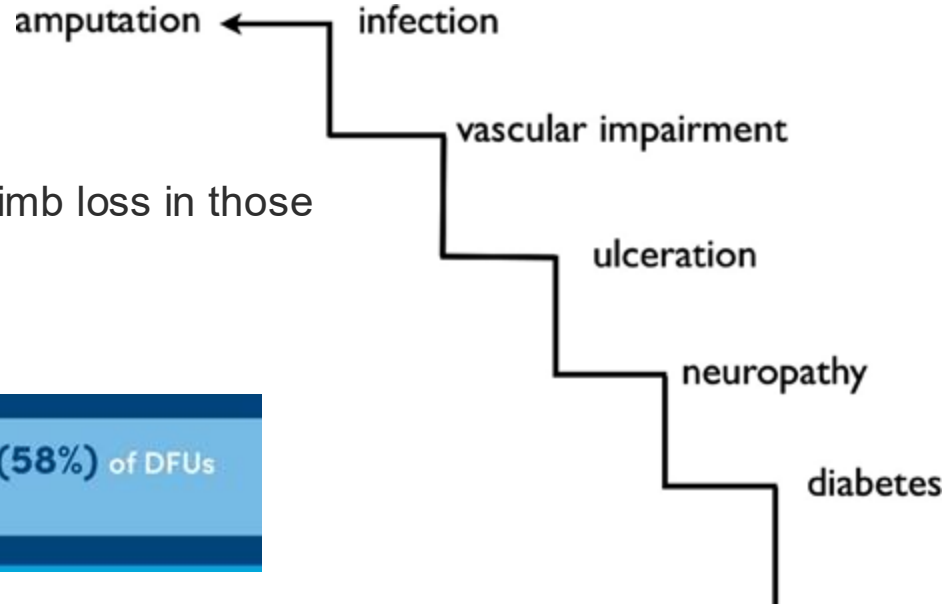 amputation
infection
vascular impairment
imb loss in those
ulceration
neuropathy
(58%) of DFUs
diabetes